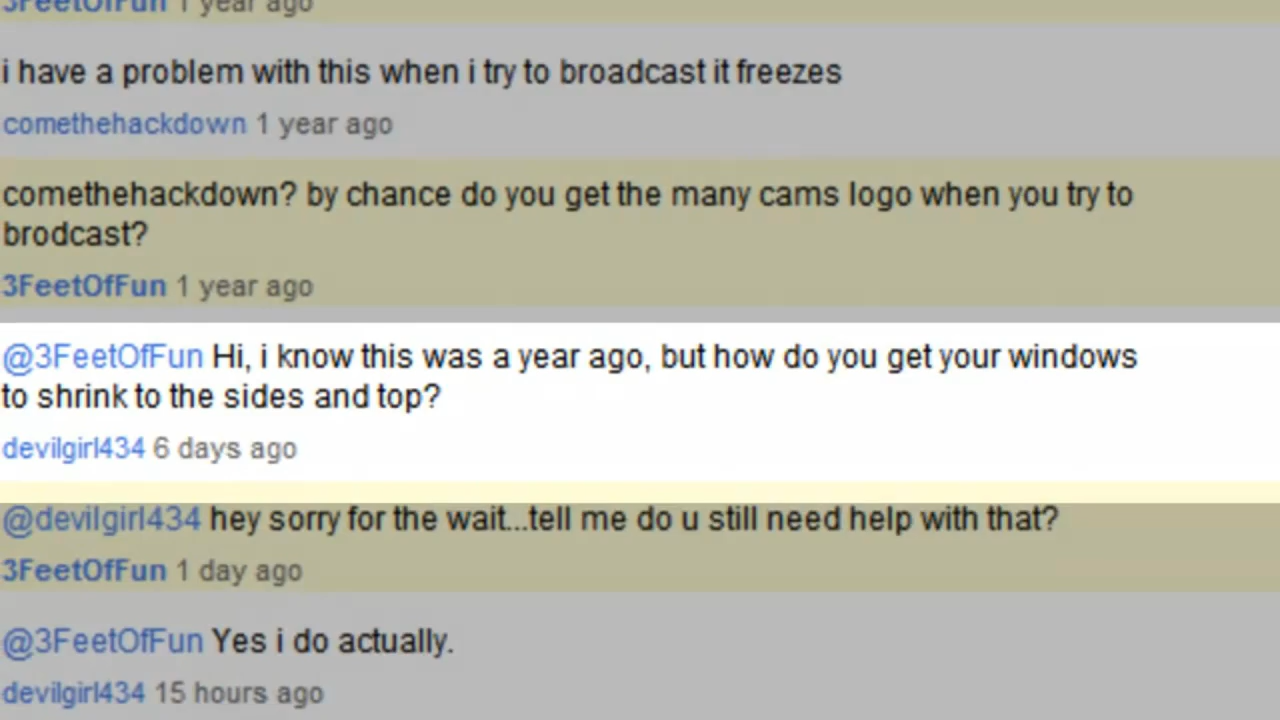 3FeetOfFun 1 year ago
i have a problem with this when i try to broadcast it freezes
comethehackdown 1 year ago
comethehackdown? by chance do you get the many cams logo when you try to
brodcast?
3FeetOfFun 1 year ago
@3FeetOfFun Hi, i know this was a year ago, but how do you get your windows
to shrink to the sides and top?
devilgirl434 6 days ago
@devilgirl434 hey sorry for the wait...tell me do u still need help with that?
3FeetOfFun 1 day ago
@3FeetOfFun Yes i do actually.
devilgirl434 15 hours ago